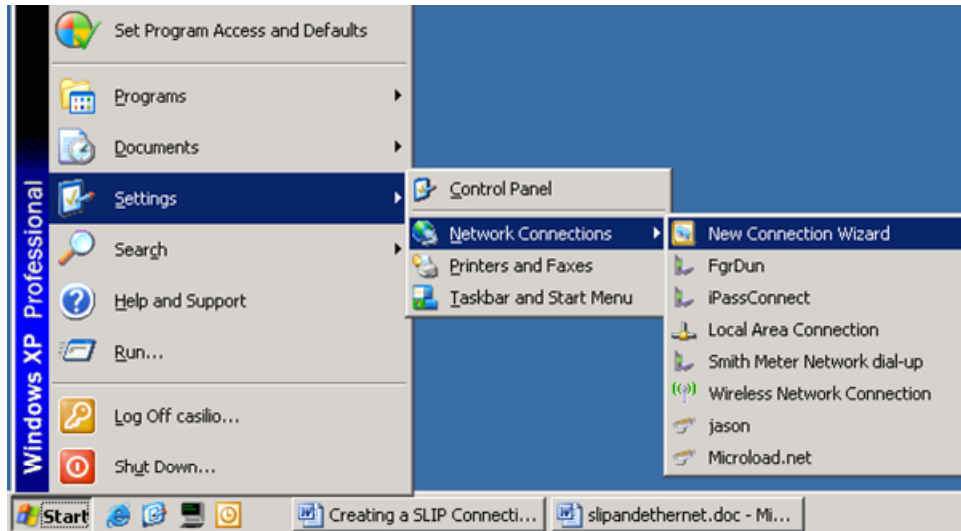 Set Program Access and Defaults
Programs
Documents
Settings
Search
Help and Support
Run...
Log Off casilio...
Shut Down...
Windows XP Professional
Control Panel
Network Connections
Printers and Faxes
Taskbar and Start Menu
New Connection Wizard
FgrDun
iPassConnect
Local Area Connection
Smith Meter Network dial-up
Wireless Network Connection
jason
Microload.net
Start
Creating a SLIP Connecti...
slipandethernet.doc - Mi...